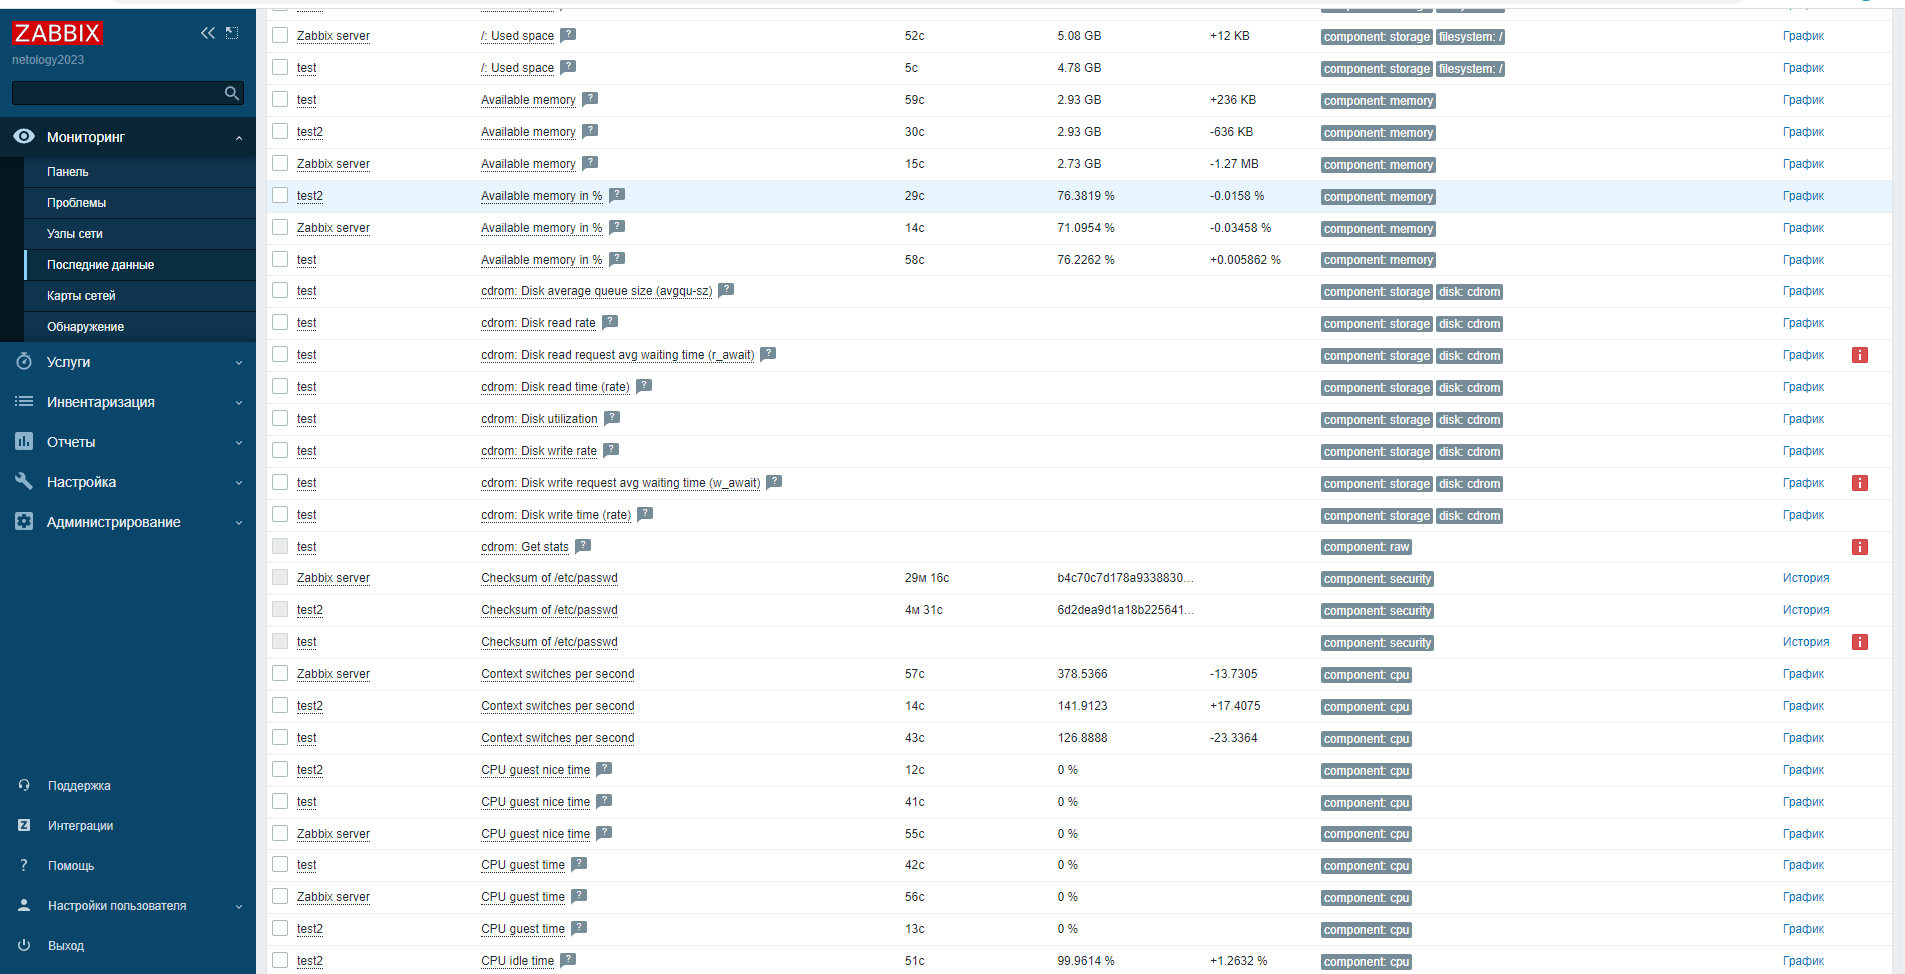 ZABBIX
netology2023
Мониторинг
Панель
Проблемы
Узлы сети
Последние данные
Карты сетей
Обнаружение
Услуги
Инвентаризация
Отчеты
Настройка
Администрирование
Поддержка
Интеграции
Помощь
Настройки пользователя
Выход
Zabbix server /: Used space ? 52с 5.08 GB +12 KB component: storage filesystem: / График
test /: Used space ? 5с 4.78 GB component: storage filesystem: / График
test Available memory ? 59с 2.93 GB +236 KB component: memory График
test2 Available memory ? 30с 2.93 GB -636 KB component: memory График
Zabbix server Available memory ? 15с 2.73 GB -1.27 MB component: memory График
test2 Available memory in % ? 29с 76.3819 % -0.0158 % component: memory График
Zabbix server Available memory in % ? 14с 71.0954 % -0.03458 % component: memory График
test Available memory in % ? 58с 76.2262 % +0.005862 % component: memory График
test cdrom: Disk average queue size (avgqu-sz) ? component: storage disk: cdrom График
test cdrom: Disk read rate ? component: storage disk: cdrom График
test cdrom: Disk read request avg waiting time (r_await) ? component: storage disk: cdrom График i
test cdrom: Disk read time (rate) ? component: storage disk: cdrom График
test cdrom: Disk utilization ? component: storage disk: cdrom График
test cdrom: Disk write rate ? component: storage disk: cdrom График
test cdrom: Disk write request avg waiting time (w_await) ? component: storage disk: cdrom График i
test cdrom: Disk write time (rate) ? component: storage disk: cdrom График
test cdrom: Get stats ? component: raw i
Zabbix server Checksum of /etc/passwd 29м 16с b4c70c7d178a9338830... component: security История
test2 Checksum of /etc/passwd 4м 31с 6d2dea9d1a18b225641... component: security История
test Checksum of /etc/passwd component: security История i
Zabbix server Context switches per second 57с 378.5366 -13.7305 component: cpu График
test2 Context switches per second 14с 141.9123 +17.4075 component: cpu График
test Context switches per second 43с 126.8888 -23.3364 component: cpu График
test2 CPU guest nice time ? 12с 0 % component: cpu График
test CPU guest nice time ? 41с 0 % component: cpu График
Zabbix server CPU guest nice time ? 55с 0 % component: cpu График
test CPU guest time ? 42с 0 % component: cpu График
Zabbix server CPU guest time ? 56с 0 % component: cpu График
test2 CPU guest time ? 13с 0 % component: cpu График
test2 CPU idle time ? 51с 99.9614 % +1.2632 % component: cpu График